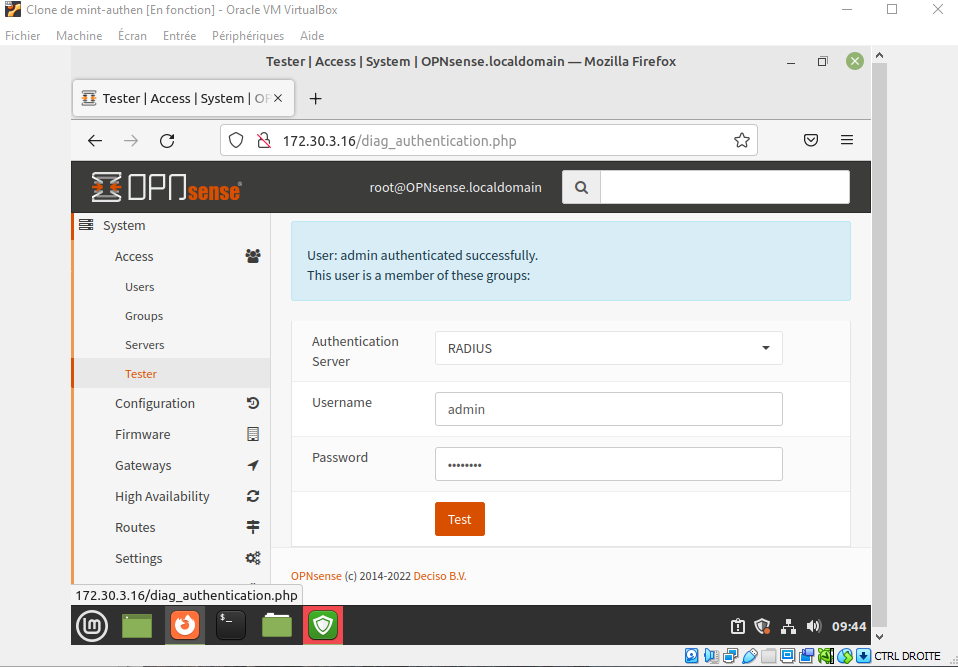 Clone de mint-authen [En fonction] - Oracle VM VirtualBox
Fichier Machine Écran Entrée Périphériques Aide
Tester | Access | System | OPNsense.localdomain — Mozilla Firefox
Tester | Access | System | OP
172.30.3.16/diag_authentication.php
OPNsense
root@OPNsense.localdomain
System
Access
Users
Groups
Servers
Tester
Configuration
Firmware
Gateways
High Availability
Routes
Settings
User: admin authenticated successfully.
This user is a member of these groups:
Authentication
Server
RADIUS
Username
admin
Password
••••••••
Test
OPNsense (c) 2014-2022 Deciso B.V.
172.30.3.16/diag_authentication.php
09:44
CTRL DROITE